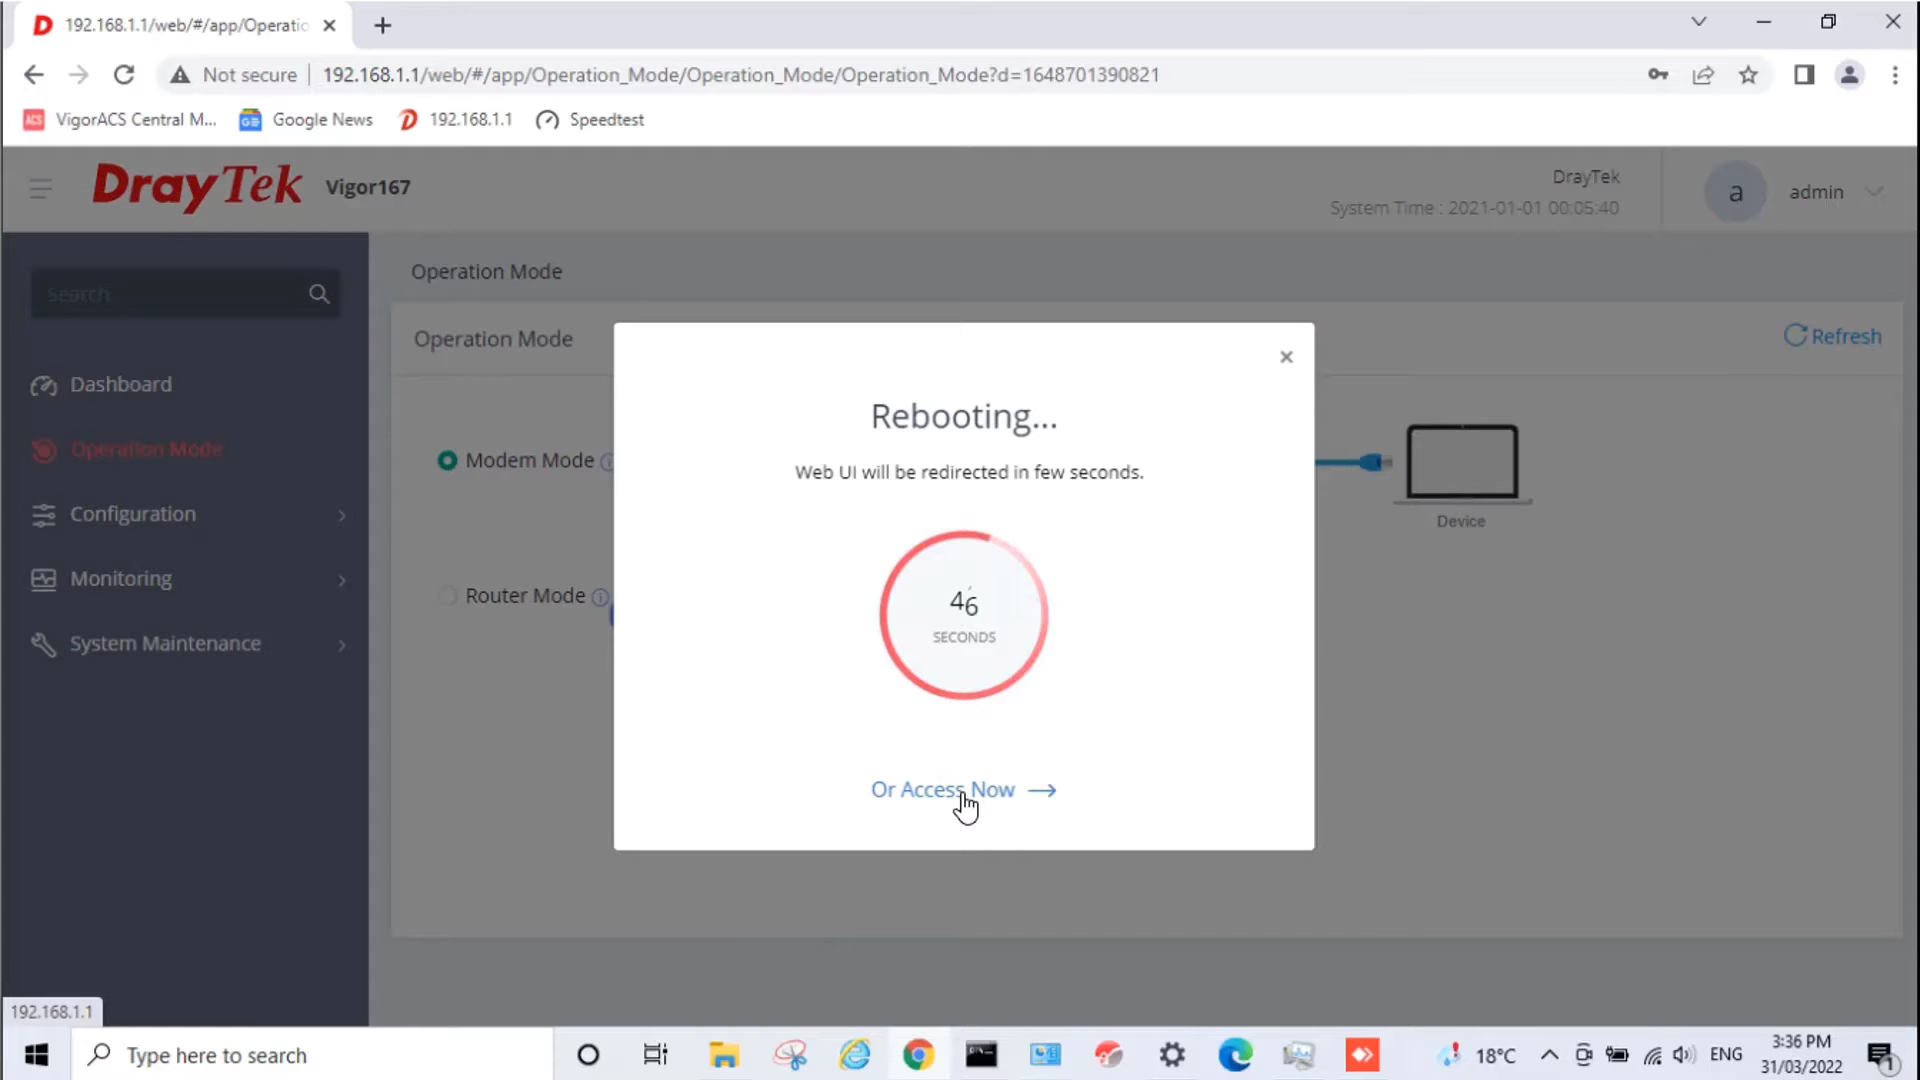 192.168.1.1/web/#/app/Operatio
Not secure
192.168.1.1/web/#/app/Operation_Mode/Operation_Mode/Operation_Mode?d=1648701390821
ACS VigorACS Central M...
Google News
192.168.1.1
Speedtest
DrayTek Vigor167
DrayTek
System Time : 2021-01-01 00:05:40
a
admin
Search
Dashboard
Operation Mode
Configuration
Monitoring
System Maintenance
Operation Mode
Operation Mode
Refresh
Modem Mode
Router Mode
Device
Rebooting...
Web UI will be redirected in few seconds.
46
SECONDS
Or Access Now
192.168.1.1
Type here to search
18°C
ENG
3:36 PM
31/03/2022
1